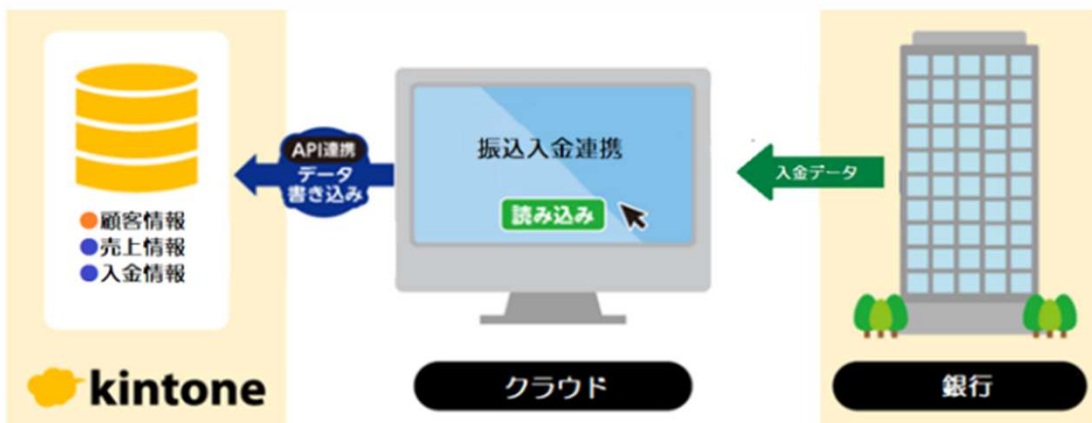 API連携
データ
書き込み
振込入金連携
読み込み
入金データ
顧客情報
売上情報
入金情報
kintone
クラウド
銀行